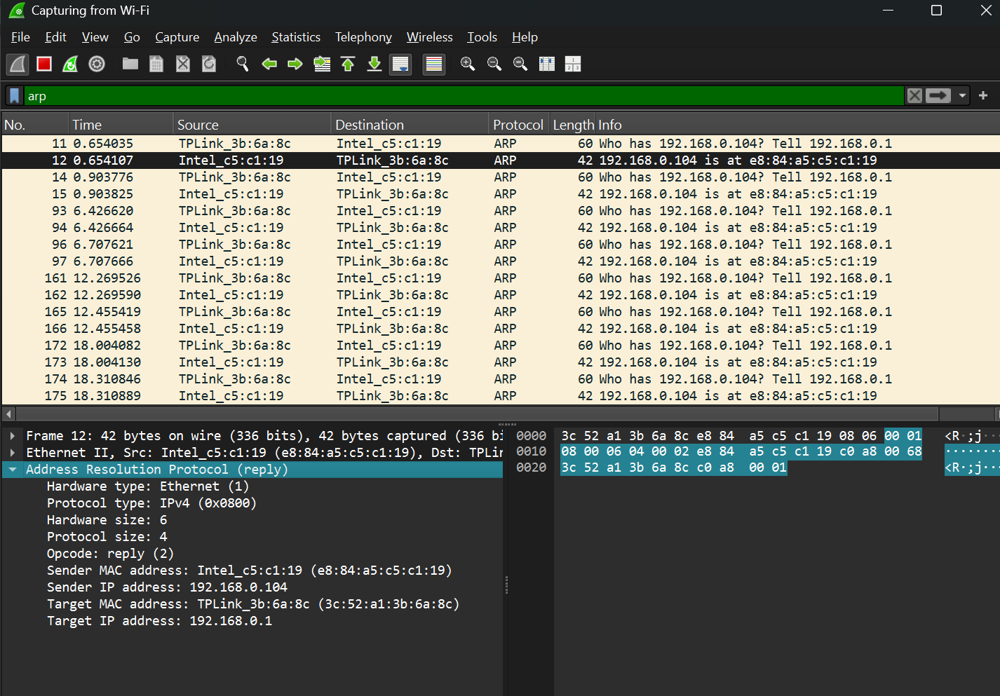 Capturing from Wi-Fi
File Edit View Go Capture Analyze Statistics Telephony Wireless Tools Help
arp
No. Time Source Destination Protocol Length Info
11 0.654035 TPLink_3b:6a:8c Intel_c5:c1:19 ARP 60 Who has 192.168.0.104? Tell 192.168.0.1
12 0.654107 Intel_c5:c1:19 TPLink_3b:6a:8c ARP 42 192.168.0.104 is at e8:84:a5:c5:c1:19
14 0.903776 TPLink_3b:6a:8c Intel_c5:c1:19 ARP 60 Who has 192.168.0.104? Tell 192.168.0.1
15 0.903825 Intel_c5:c1:19 TPLink_3b:6a:8c ARP 42 192.168.0.104 is at e8:84:a5:c5:c1:19
93 6.426620 TPLink_3b:6a:8c Intel_c5:c1:19 ARP 60 Who has 192.168.0.104? Tell 192.168.0.1
94 6.426664 Intel_c5:c1:19 TPLink_3b:6a:8c ARP 42 192.168.0.104 is at e8:84:a5:c5:c1:19
96 6.707621 TPLink_3b:6a:8c Intel_c5:c1:19 ARP 60 Who has 192.168.0.104? Tell 192.168.0.1
97 6.707666 Intel_c5:c1:19 TPLink_3b:6a:8c ARP 42 192.168.0.104 is at e8:84:a5:c5:c1:19
161 12.269526 TPLink_3b:6a:8c Intel_c5:c1:19 ARP 60 Who has 192.168.0.104? Tell 192.168.0.1
162 12.269590 Intel_c5:c1:19 TPLink_3b:6a:8c ARP 42 192.168.0.104 is at e8:84:a5:c5:c1:19
165 12.455419 TPLink_3b:6a:8c Intel_c5:c1:19 ARP 60 Who has 192.168.0.104? Tell 192.168.0.1
166 12.455458 Intel_c5:c1:19 TPLink_3b:6a:8c ARP 42 192.168.0.104 is at e8:84:a5:c5:c1:19
172 18.004082 TPLink_3b:6a:8c Intel_c5:c1:19 ARP 60 Who has 192.168.0.104? Tell 192.168.0.1
173 18.004130 Intel_c5:c1:19 TPLink_3b:6a:8c ARP 42 192.168.0.104 is at e8:84:a5:c5:c1:19
174 18.310846 TPLink_3b:6a:8c Intel_c5:c1:19 ARP 60 Who has 192.168.0.104? Tell 192.168.0.1
175 18.310889 Intel_c5:c1:19 TPLink_3b:6a:8c ARP 42 192.168.0.104 is at e8:84:a5:c5:c1:19
Frame 12: 42 bytes on wire (336 bits), 42 bytes captured (336 bi
Ethernet II, Src: Intel_c5:c1:19 (e8:84:a5:c5:c1:19), Dst: TPLin
Address Resolution Protocol (reply)
Hardware type: Ethernet (1)
Protocol type: IPv4 (0x0800)
Hardware size: 6
Protocol size: 4
Opcode: reply (2)
Sender MAC address: Intel_c5:c1:19 (e8:84:a5:c5:c1:19)
Sender IP address: 192.168.0.104
Target MAC address: TPLink_3b:6a:8c (3c:52:a1:3b:6a:8c)
Target IP address: 192.168.0.1
0000 3c 52 a1 3b 6a 8c e8 84 a5 c5 c1 19 08 06 00 01 <R·;j···
0010 08 00 06 04 00 02 e8 84 a5 c5 c1 19 c0 a8 00 68 ········
0020 3c 52 a1 3b 6a 8c c0 a8 00 01 <R·;j···